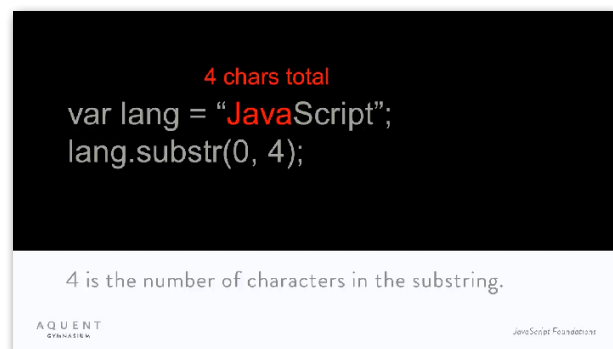 4 chars total
var lang = “JavaScript”;
lang.substr(0, 4);
4 is the number of characters in the substring.
AQUENT
GYMNASIUM
JavaScript Foundations